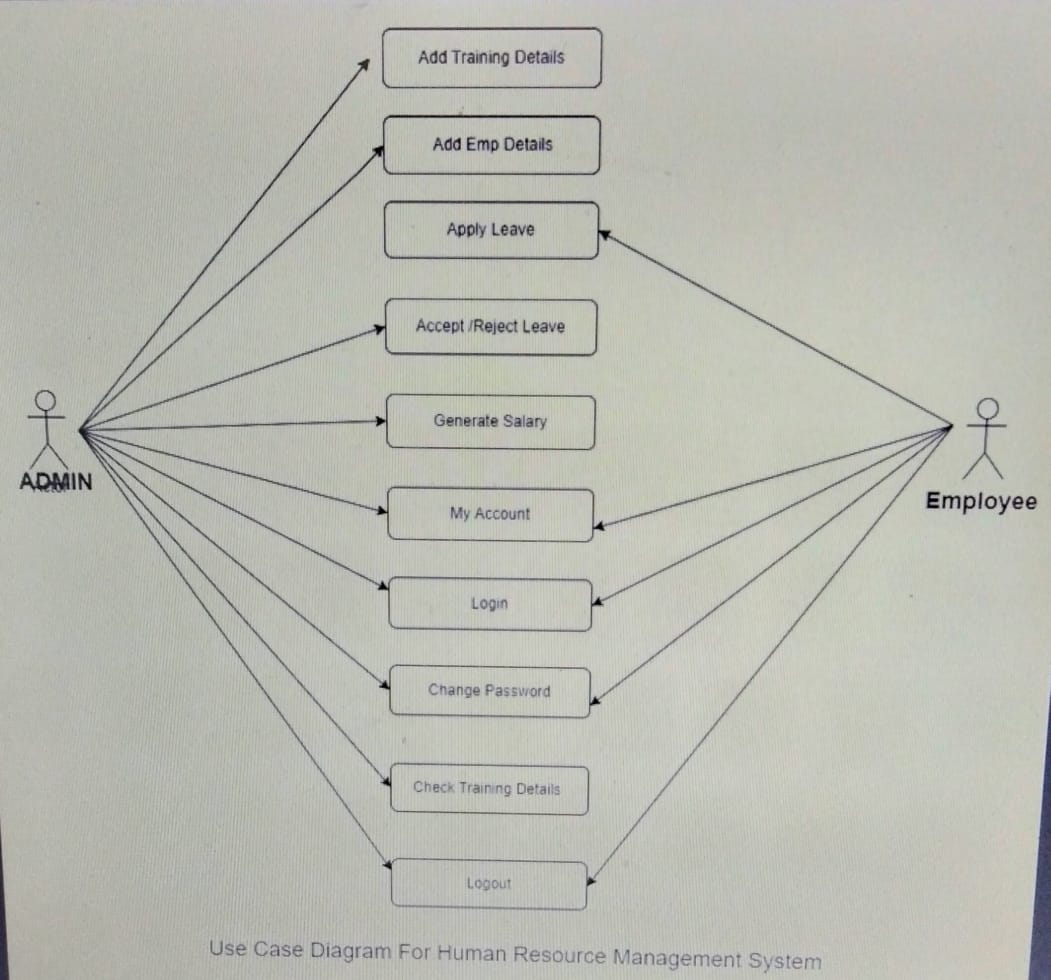 Add Training Details
Add Emp Details
Apply Leave
Accept /Reject Leave
Generate Salary
ADMIN
My Account
Employee
Login
Change Password
Check Training Details
Logout
Use Case Diagram For Human Resource Management System